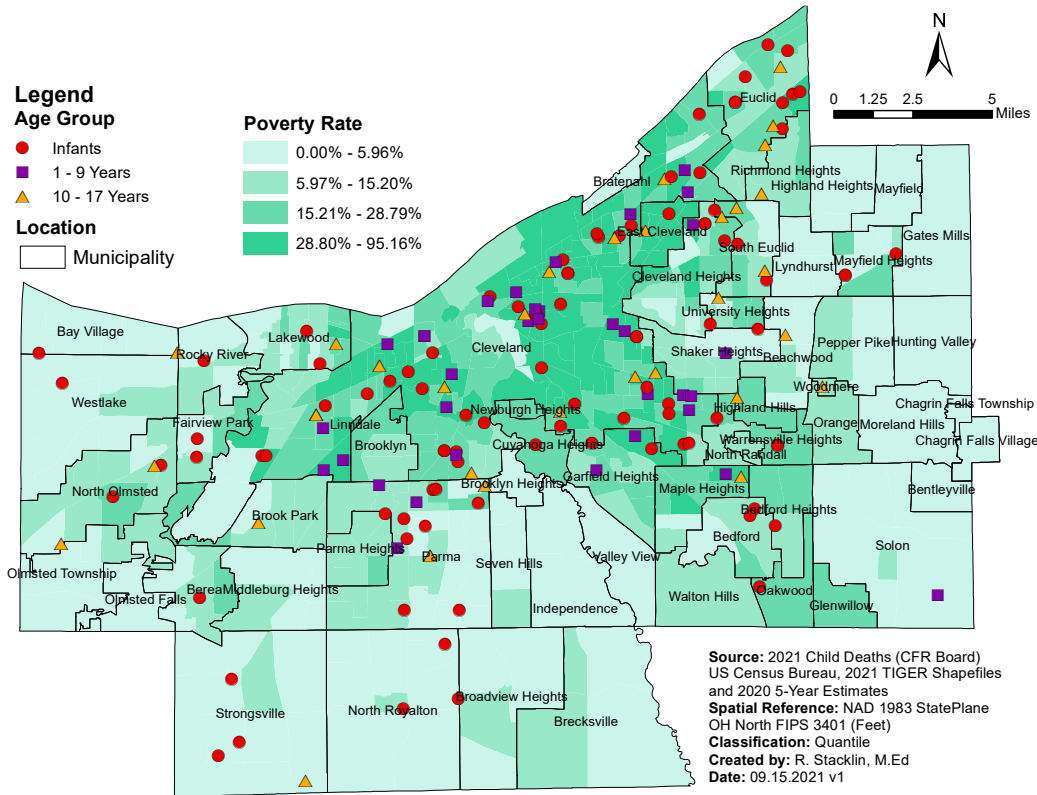 N
0 1.25 2.5 5
Miles
Legend
Age Group
Infants
1 - 9 Years
10 - 17 Years
Location
Municipality
Poverty Rate
0.00% - 5.96%
5.97% - 15.20%
15.21% - 28.79%
28.80% - 95.16%
Euclid
Richmond Heights
Bratenahl
Highland Heights
Mayfield
East Cleveland
Gates Mills
South Euclid
Mayfield Heights
Lyndhurst
Cleveland Heights
University Heights
Bay Village
Lakewood
Rocky River
Cleveland
Pepper Pike
Hunting Valley
Shaker Heights
Beachwood
Woodmere
Westlake
Chagrin Falls Township
Highland Hills
Newburgh Heights
Fairview Park
Linndale
Orange
Moreland Hills
Chagrin Falls Village
Warrensville Heights
Brooklyn
Cuyahoga Heights
North Randall
Garfield Heights
Brooklyn Heights
Maple Heights
North Olmsted
Bentleyville
Bedford Heights
Brook Park
Bedford
Parma Heights
Parma
Seven Hills
Valley View
Solon
Olmsted Township
Berea
Middleburg Heights
Oakwood
Walton Hills
Olmsted Falls
Glenwillow
Independence
Broadview Heights
Strongsville
North Royalton
Brecksville
Source: 2021 Child Deaths (CFR Board)
US Census Bureau, 2021 TIGER Shapefiles
and 2020 5-Year Estimates
Spatial Reference: NAD 1983 StatePlane
OH North FIPS 3401 (Feet)
Classification: Quantile
Created by: R. Stacklin, M.Ed
Date: 09.15.2021 v1